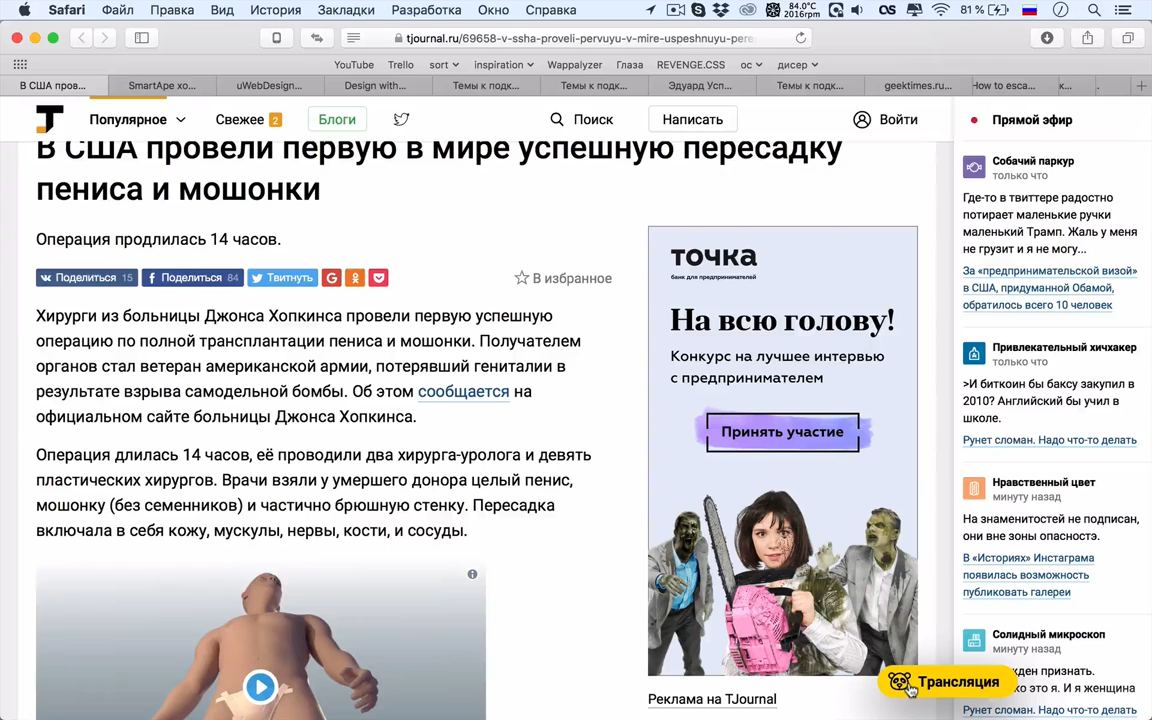 Safari Файл Правка Вид История Закладки Разработка Окно Справка 84.0°C 2016rpm 81 %
tjournal.ru/69658-v-ssha-proveli-pervuyu-v-mire-uspeshnuyu-pere
YouTube Trello sort inspiration Wappalyzer Глаза REVENGE.CSS ос дисер
В США пров... SmartApe хо... uWebDesign... Design with... Темы к подк... Темы к подк... Эдуард Усп... Темы к подк... geektimes.ru... How to esca... к...
Популярное Свежее 2 Блоги Поиск Написать Войти
В США провели первую в мире успешную пересадку
пениса и мошонки
Операция продлилась 14 часов.
Поделиться 15 Поделиться 84 Твитнуть В избранное
Хирурги из больницы Джонса Хопкинса провели первую успешную
операцию по полной трансплантации пениса и мошонки. Получателем
органов стал ветеран американской армии, потерявший гениталии в
результате взрыва самодельной бомбы. Об этом сообщается на
официальном сайте больницы Джонса Хопкинса.
Операция длилась 14 часов, её проводили два хирурга-уролога и девять
пластических хирургов. Врачи взяли у умершего донора целый пенис,
мошонку (без семенников) и частично брюшную стенку. Пересадка
включала в себя кожу, мускулы, нервы, кости, и сосуды.
точка
банк для предпринимателей
На всю голову!
Конкурс на лучшее интервью
с предпринимателем
Принять участие
Реклама на TJournal
Трансляция
Прямой эфир
Собачий паркур
только что
Где-то в твиттере радостно
потирает маленькие ручки
маленький Трамп. Жаль у меня
не грузит и я не могу...
За «предпринимательской визой»
в США, придуманной Обамой,
обратилось всего 10 человек
Привлекательный хичхакер
только что
>И биткоин бы баксу закупил в
2010? Английский бы учил в
школе.
Рунет сломан. Надо что-то делать
Нравственный цвет
минуту назад
На знаменитостей не подписан,
они вне зоны опасностэ.
В «Историях» Инстаграма
появилась возможность
публиковать галереи
Солидный микроскоп
минуту назад
ден признать.
ко это я. И я женщина
Рунет сломан. Надо что-то делать